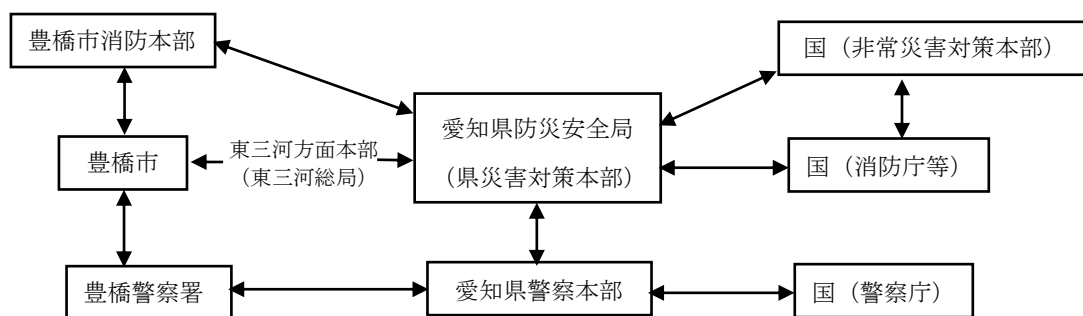 豊橋市消防本部
国(非常災害対策本部)
愛知県防災安全局
(県災害対策本部)
豊橋市
東三河方面本部
(東三河総局)
国(消防庁等)
豊橋警察署
愛知県警察本部
国(警察庁)